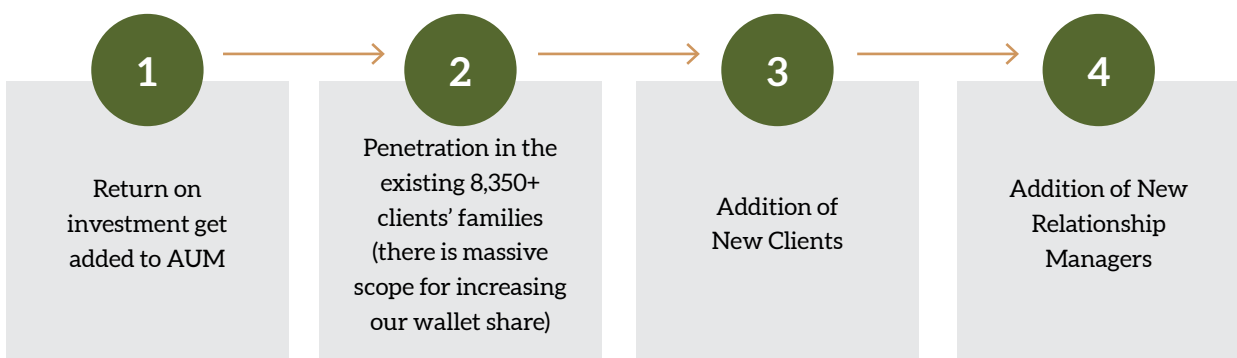 1
Return on
investment get
added to AUM
2
Penetration in the
existing 8,350+
clients’ families
(there is massive
scope for increasing
our wallet share)
3
Addition of
New Clients
4
Addition of New
Relationship
Managers